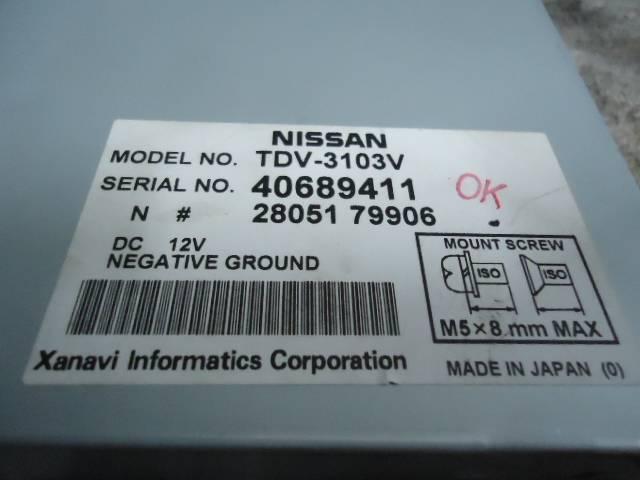 NISSAN
MODEL NO. TDV-3103V
SERIAL NO. 40689411
OK
N # 28051 79906
DC 12V
NEGATIVE GROUND
MOUNT SCREW
ISO ISO
M5×8 mm MAX
Xanavi Informatics Corporation
MADE IN JAPAN (0)